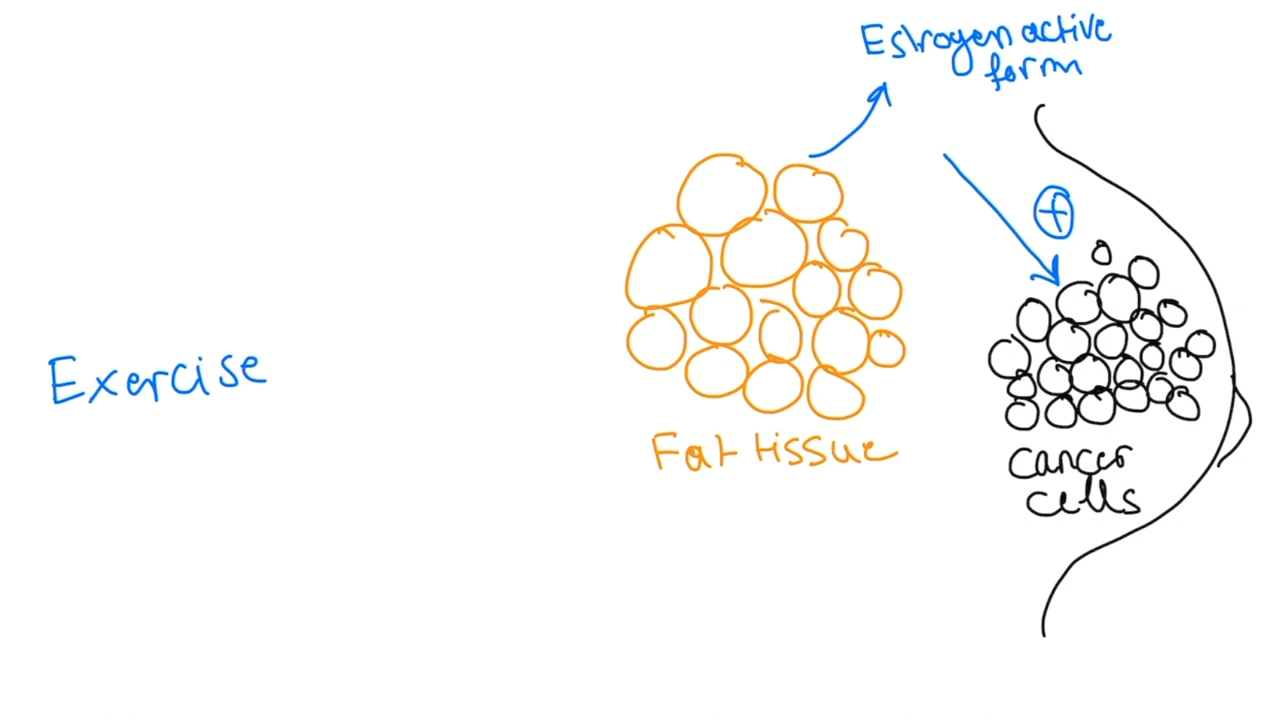 Estrogen active
form
+
Exercise
Fat tissue
cancer
cells